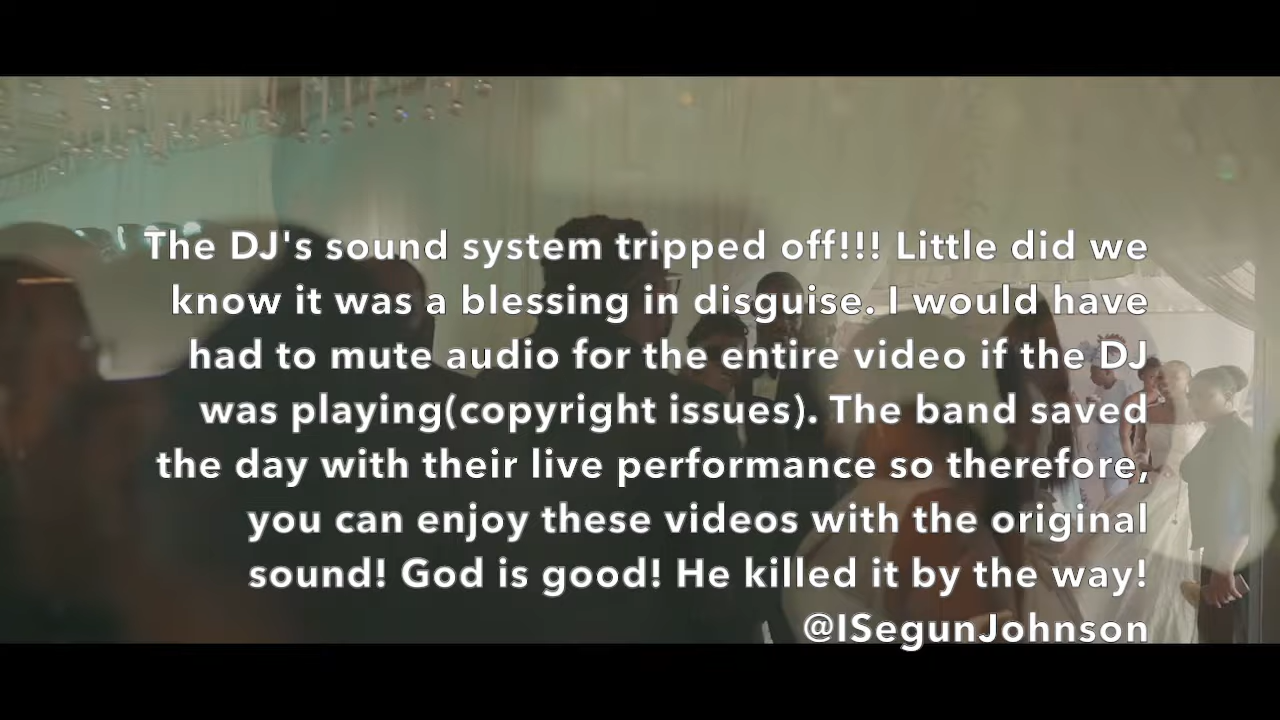 The DJ's sound system tripped off!!! Little did we
know it was a blessing in disguise. I would have
had to mute audio for the entire video if the DJ
was playing(copyright issues). The band saved
the day with their live performance so therefore,
you can enjoy these videos with the original
sound! God is good! He killed it by the way!
@ISegunJohnson